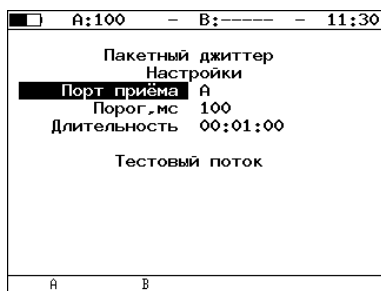 A:100 – B:----- – 11:30
Пакетный джиттер
Настройки
Порт приёма A
Порог,мс 100
Длительность 00:01:00
Тестовый поток
A B